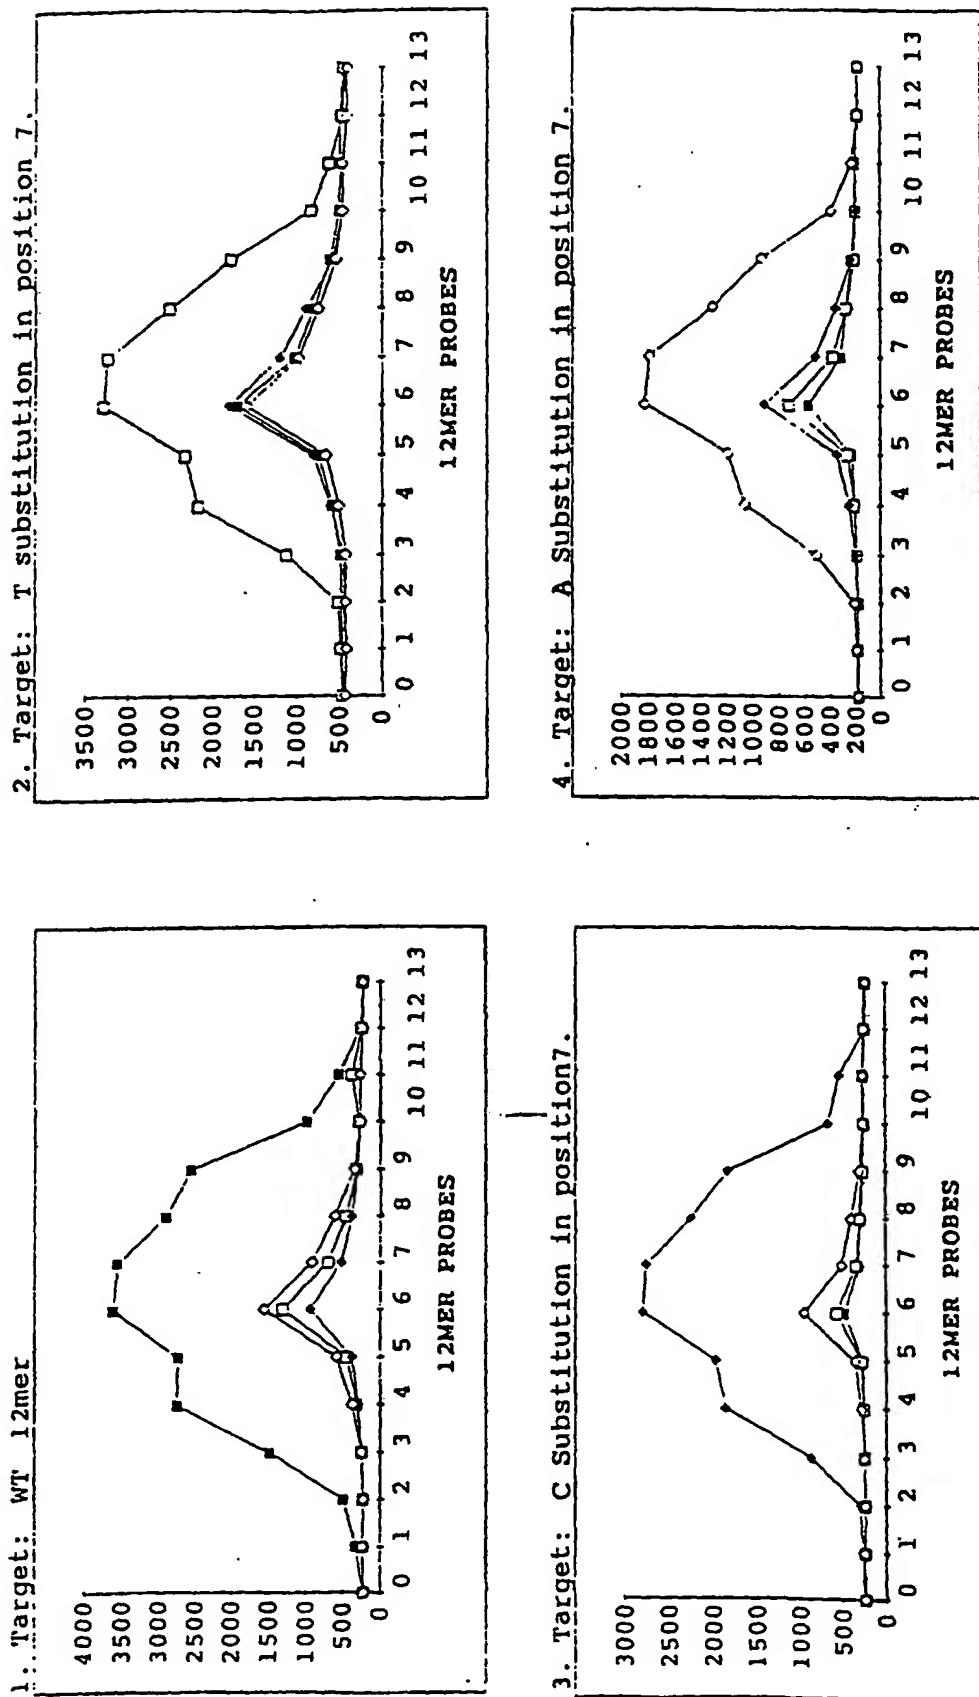 1. Target: WT 12mer
4000
3500
3000
2500
2000
1500
1000
500
0
0 1 2 3 4 5 6 7 8 9 10 11 12 13
12MER PROBES
2. Target: T substitution in position 7.
3500
3000
2500
2000
1500
1000
500
0
0 1 2 3 4 5 6 7 8 9 10 11 12 13
12MER PROBES
3. Target: C Substitution in position7.
3000
2500
2000
1500
1000
500
0
0 1 2 3 4 5 6 7 8 9 10 11 12 13
12MER PROBES
4. Target: A Substitution in position 7.
2000
1800
1600
1400
1200
1000
800
600
400
200
0
0 1 2 3 4 5 6 7 8 9 10 11 12 13
12MER PROBES